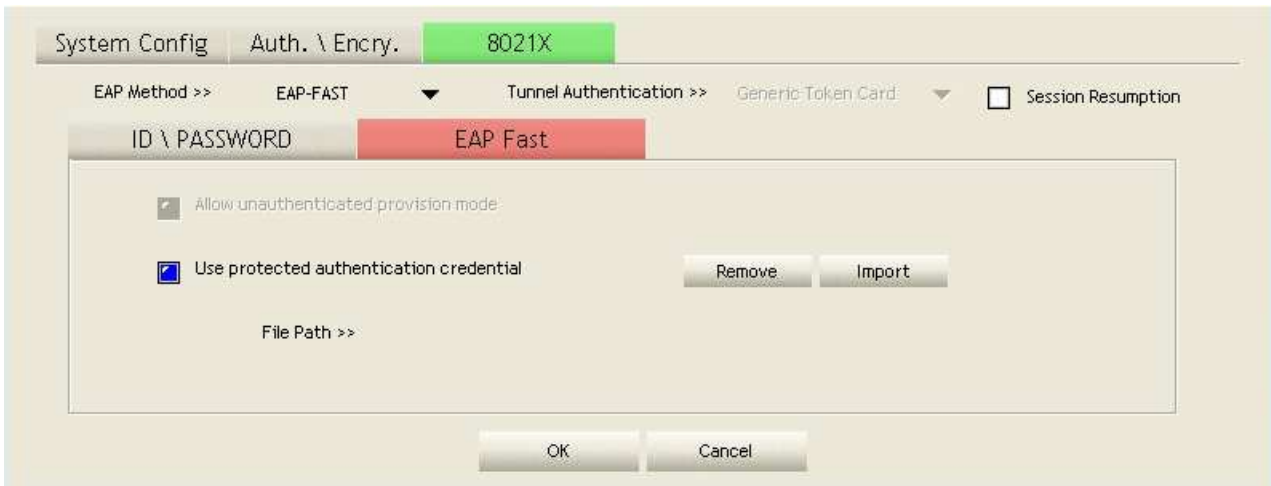 System Config Auth. \ Encry. 8021X
EAP Method >> EAP-FAST Tunnel Authentication >> Generic Token Card Session Resumption
ID \ PASSWORD EAP Fast
Allow unauthenticated provision mode
Use protected authentication credential Remove Import
File Path >>
OK Cancel